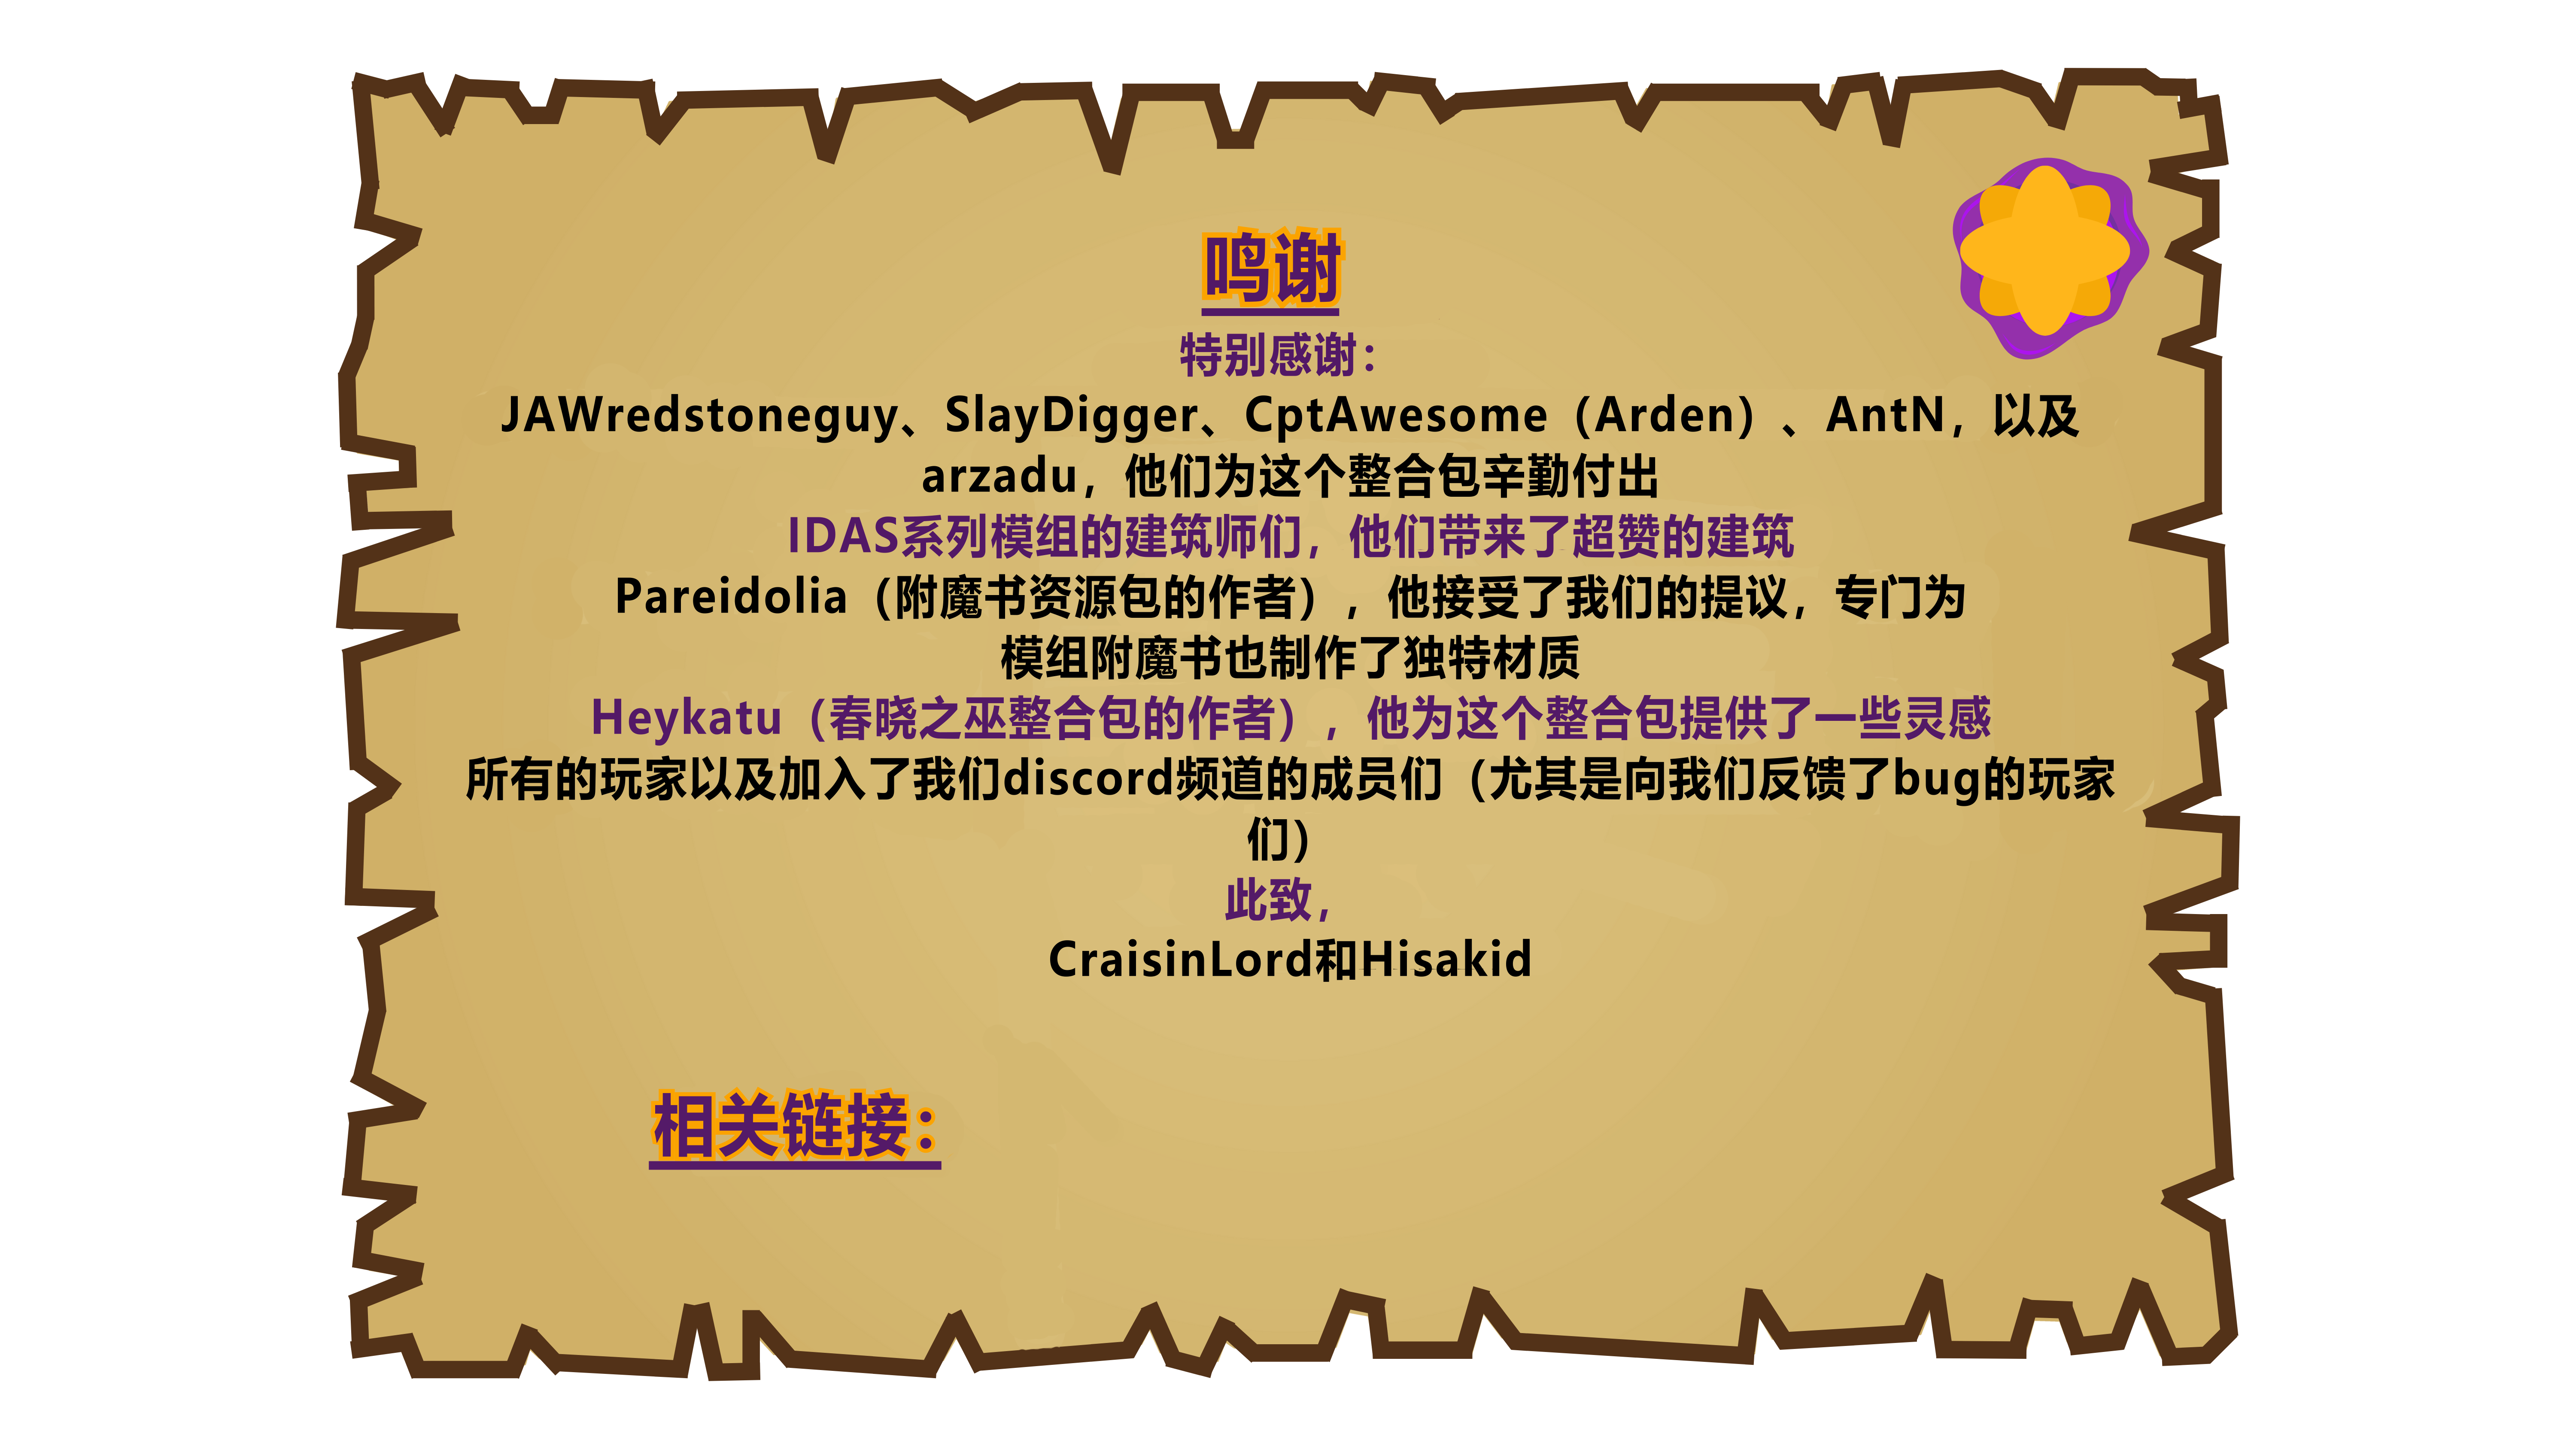 鸣谢
特别感谢：
JAWredstoneguy、SlayDigger、CptAwesome（Arden）、AntN，以及
arzadu，他们为这个整合包辛勤付出
IDAS系列模组的建筑师们，他们带来了超赞的建筑
Pareidolia（附魔书资源包的作者），他接受了我们的提议，专门为
模组附魔书也制作了独特材质
Heykatu（春晓之巫整合包的作者），他为这个整合包提供了一些灵感
所有的玩家以及加入了我们discord频道的成员们（尤其是向我们反馈了bug的玩家
们）
此致，
CraisinLord和Hisakid
相关链接：